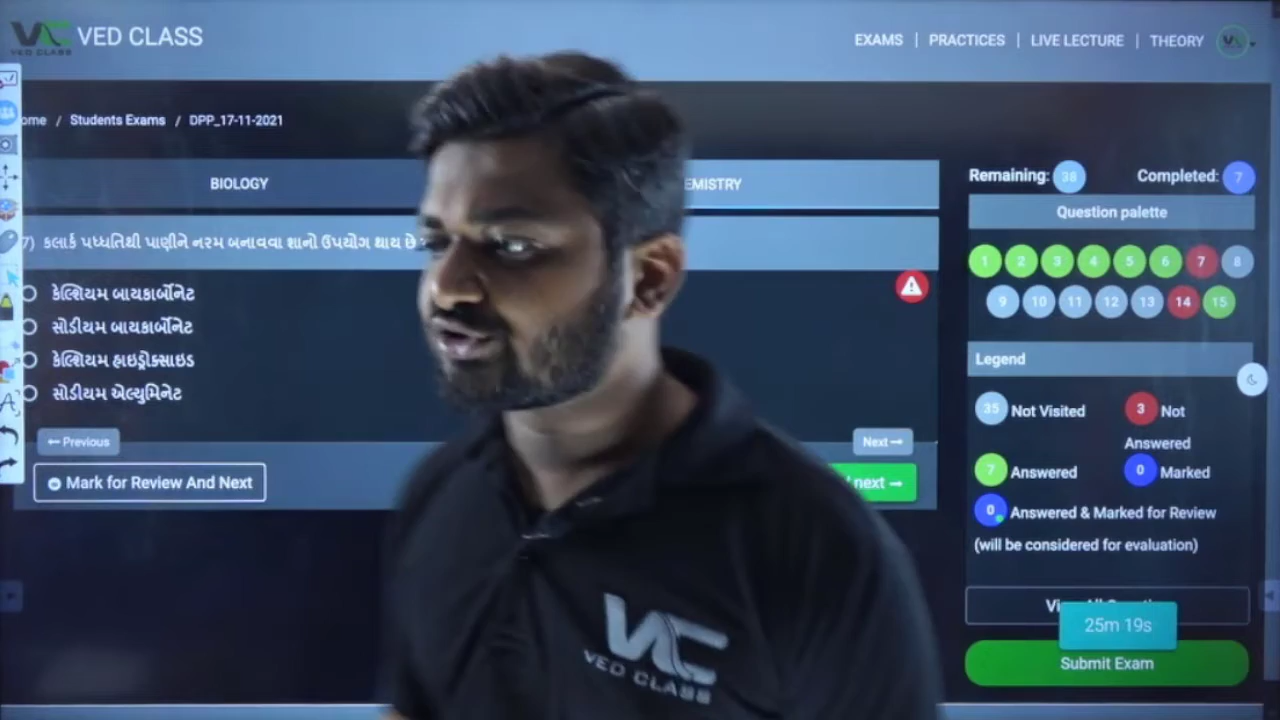 VED CLASS
VED CLASS
EXAMS | PRACTICES | LIVE LECTURE | THEORY
ome / Students Exams / DPP_17-11-2021
BIOLOGY
EMISTRY
7) કલાર્ક પધ્ધતિથી પાણીને નરમ બનાવવા શાનો ઉપયોગ થાય છે
કેલ્શિયમ બાયકાર્બોનેટ
સોડીયમ બાયકાર્બોનેટ
કેલ્શિયમ હાઇડ્રોક્સાઇડ
સોડીયમ એલ્યુમિનેટ
← Previous
Next →
Mark for Review And Next
next →
Remaining: 38
Completed: 7
Question palette
1 2 3 4 5 6 7 8
9 10 11 12 13 14 15
Legend
35 Not Visited
3 Not Answered
7 Answered
0 Marked
0 Answered & Marked for Review
(will be considered for evaluation)
25m 19s
Submit Exam
VC
VED CLASS